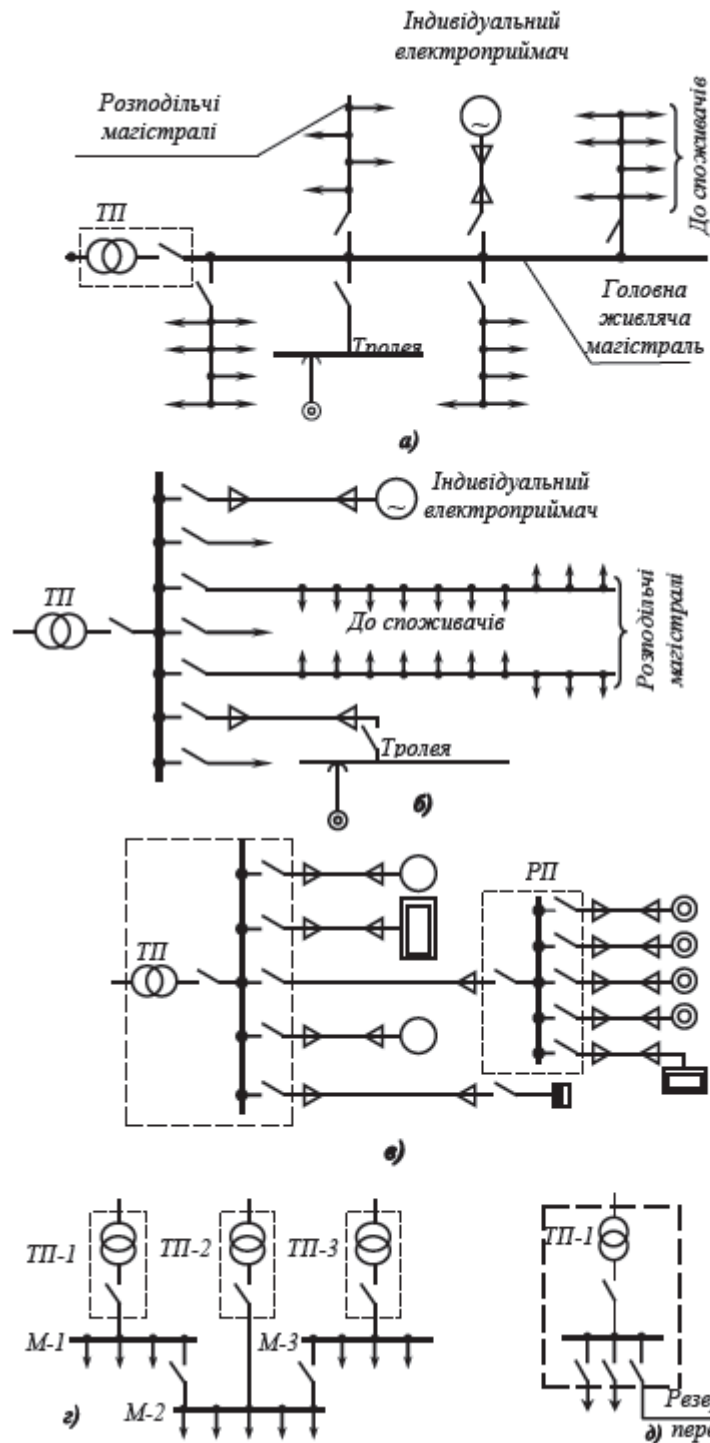 Індивідуальний
електроприймач
Розподільчі
магістралі
До споживачів
ТП
Головна
живляча
магістраль
Тролея
а)
Індивідуальний
електроприймач
ТП
До споживачів
Розподільчі
магістралі
Тролея
б)
РП
ТП
в)
ТП-1
ТП-2
ТП-3
ТП-1
М-1
М-3
М-2
г)
д)